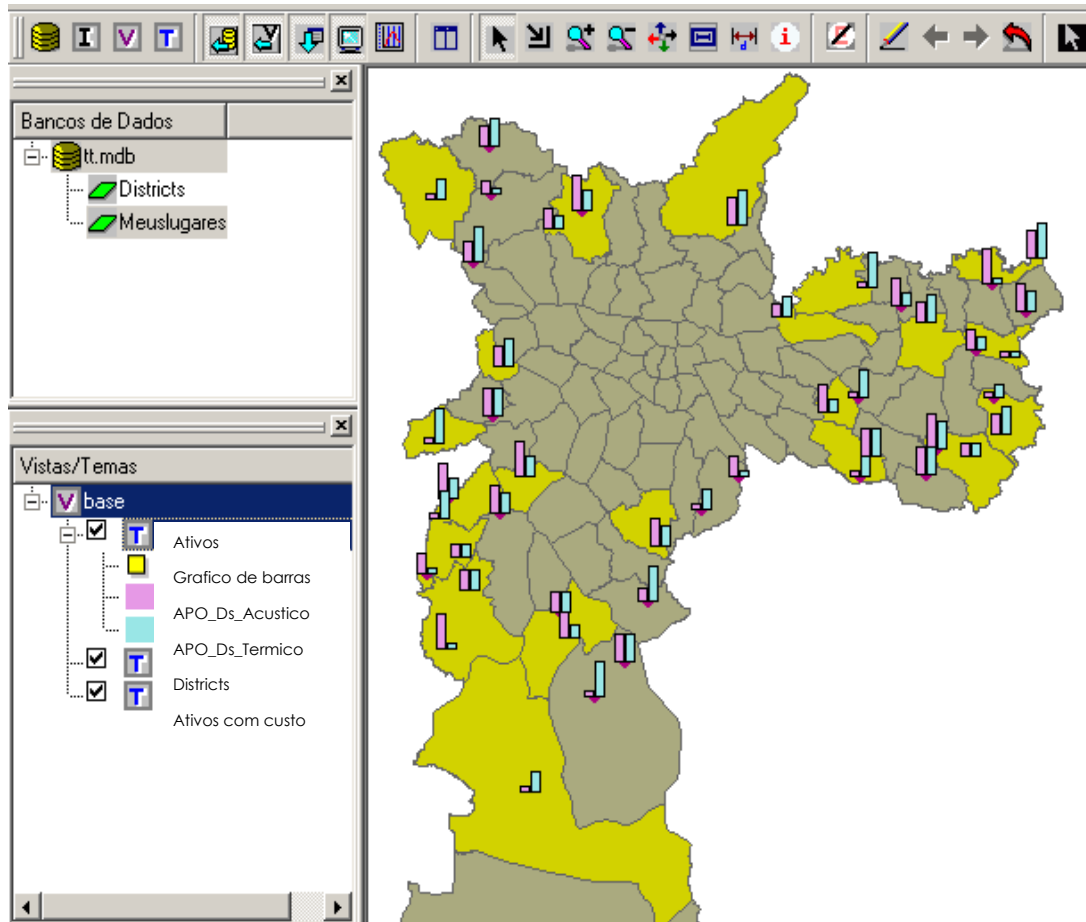 I V T
V
i
Bancos de Dados
tt.mdb
Districts
Meuslugares
Vistas/Temas
V base
T Ativos
Grafico de barras
APO_Ds_Acustico
APO_Ds_Termico
T Districts
T Ativos com custo